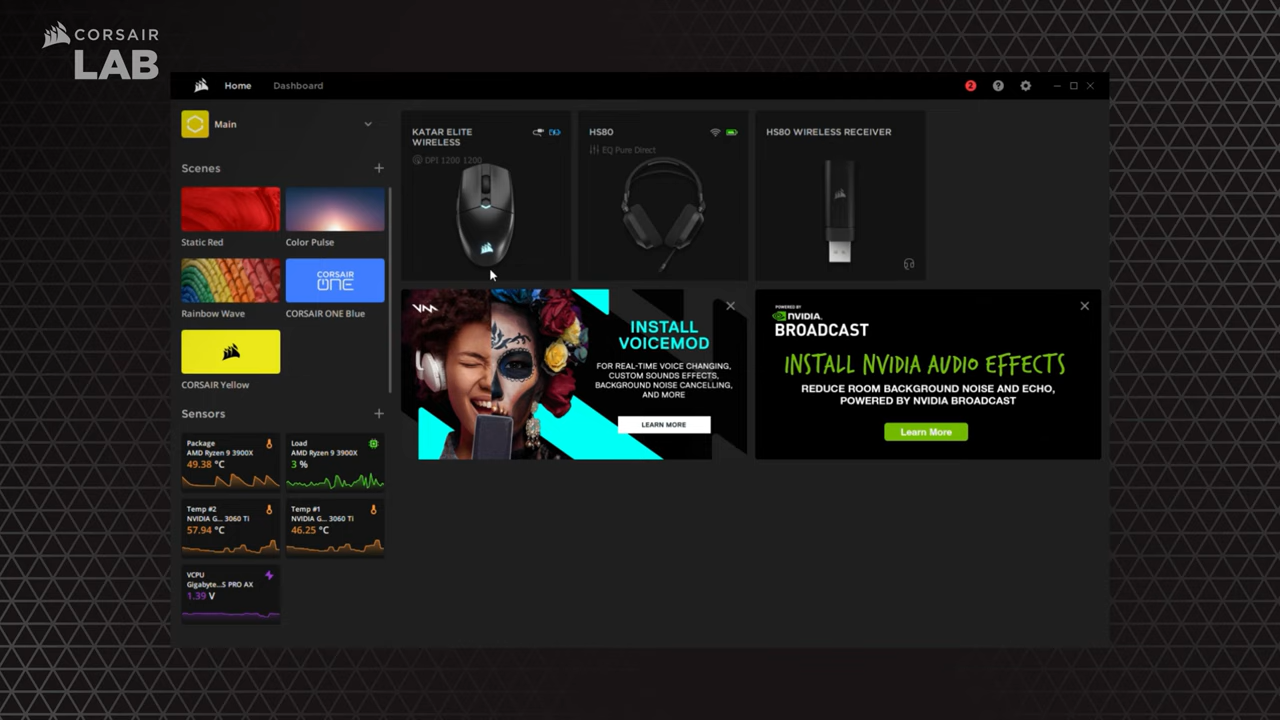 CORSAIR
LAB
Home
Dashboard
2
?
Main
Scenes
Static Red
Color Pulse
CORSAIR
ONE
Rainbow Wave
CORSAIR ONE Blue
CORSAIR Yellow
Sensors
Package
AMD Ryzen 9 3900X
49.38 °C
Load
AMD Ryzen 9 3900X
3 %
Temp #2
NVIDIA G... 3060 Ti
57.94 °C
Temp #1
NVIDIA G... 3060 Ti
46.25 °C
VCPU
Gigabyte...S PRO AX
1.39 V
KATAR ELITE
WIRELESS
DPI 1200 1200
HS80
EQ Pure Direct
HS80 WIRELESS RECEIVER
VM
INSTALL
VOICEMOD
FOR REAL-TIME VOICE CHANGING,
CUSTOM SOUNDS EFFECTS,
BACKGROUND NOISE CANCELLING,
AND MORE
LEARN MORE
POWERED BY
NVIDIA.
BROADCAST
INSTALL NVIDIA AUDIO EFFECTS
REDUCE ROOM BACKGROUND NOISE AND ECHO,
POWERED BY NVIDIA BROADCAST
Learn More